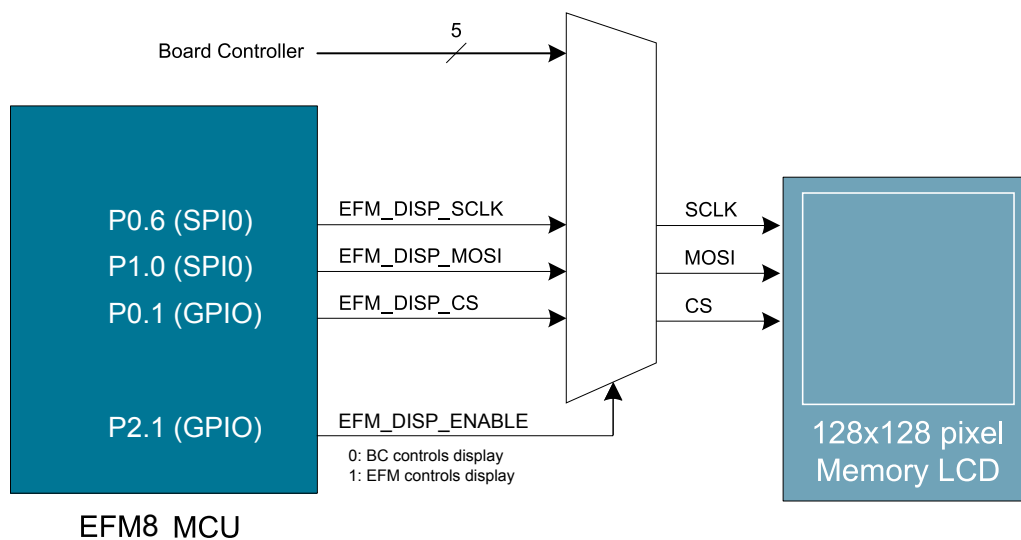 5
Board Controller
P0.6 (SPI0)
EFM_DISP_SCLK
SCLK
P1.0 (SPI0)
EFM_DISP_MOSI
MOSI
P0.1 (GPIO)
EFM_DISP_CS
CS
P2.1 (GPIO)
EFM_DISP_ENABLE
0: BC controls display
1: EFM controls display
128x128 pixel
Memory LCD
EFM8 MCU